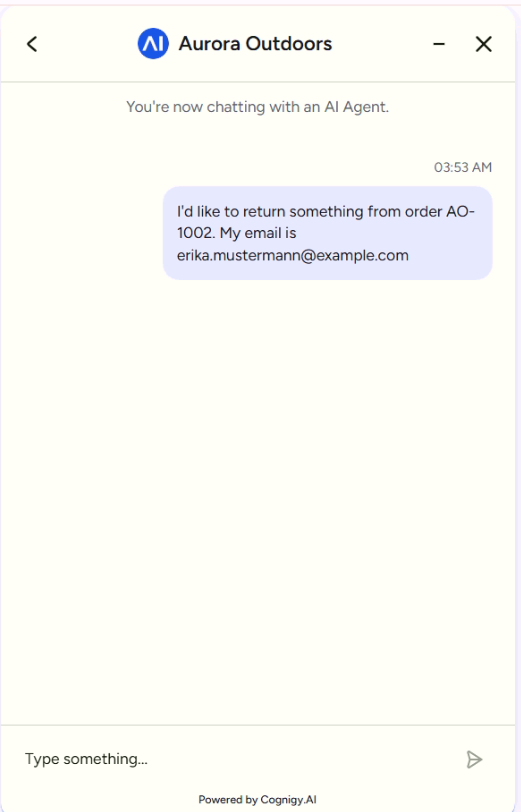 AI Aurora Outdoors
You're now chatting with an AI Agent.
03:53 AM
I'd like to return something from order AO-
1002. My email is
erika.mustermann@example.com
Type something...
Powered by Cognigy.AI